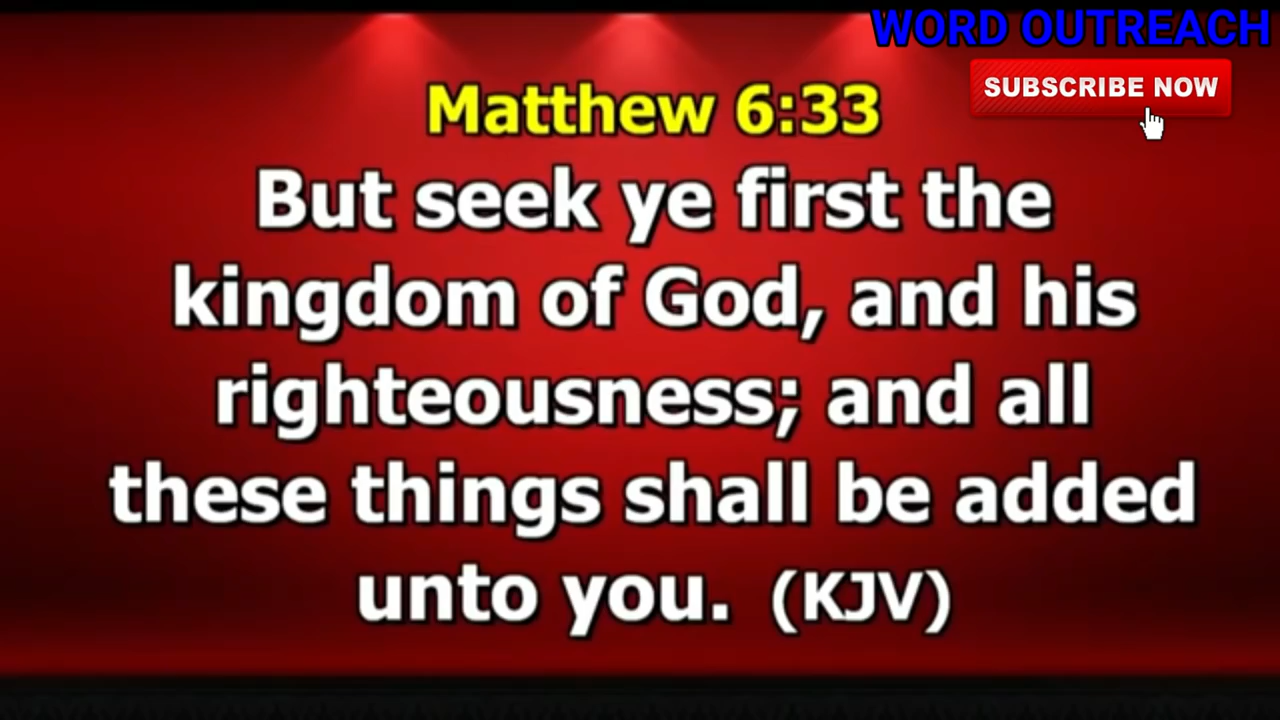 WORD OUTREACH
SUBSCRIBE NOW
Matthew 6:33
But seek ye first the
kingdom of God, and his
righteousness; and all
these things shall be added
unto you. (KJV)